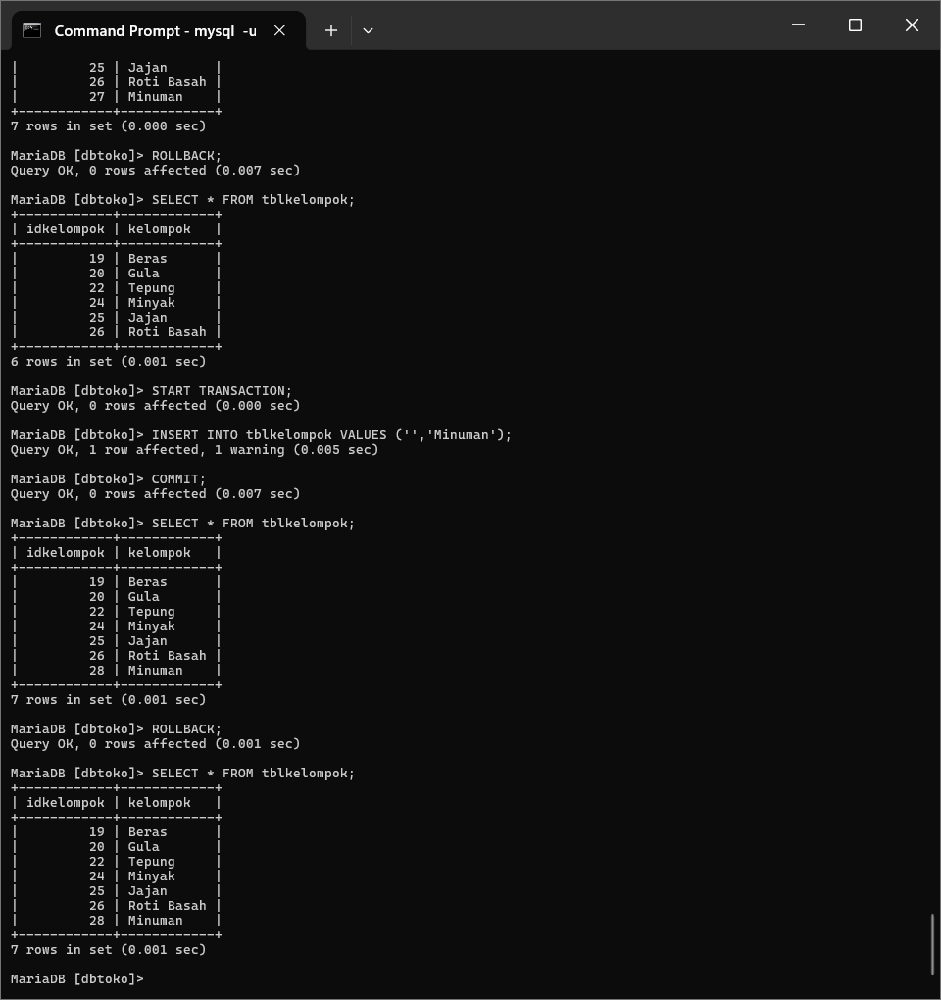 Command Prompt - mysql  -u
|         25 | Jajan      |
|         26 | Roti Basah |
|         27 | Minuman    |
+------------+------------+
7 rows in set (0.000 sec)

MariaDB [dbtoko]> ROLLBACK;
Query OK, 0 rows affected (0.007 sec)

MariaDB [dbtoko]> SELECT * FROM tblkelompok;
+------------+------------+
| idkelompok | kelompok   |
+------------+------------+
|         19 | Beras      |
|         20 | Gula       |
|         22 | Tepung     |
|         24 | Minyak     |
|         25 | Jajan      |
|         26 | Roti Basah |
+------------+------------+
6 rows in set (0.001 sec)

MariaDB [dbtoko]> START TRANSACTION;
Query OK, 0 rows affected (0.000 sec)

MariaDB [dbtoko]> INSERT INTO tblkelompok VALUES ('','Minuman');
Query OK, 1 row affected, 1 warning (0.005 sec)

MariaDB [dbtoko]> COMMIT;
Query OK, 0 rows affected (0.007 sec)

MariaDB [dbtoko]> SELECT * FROM tblkelompok;
+------------+------------+
| idkelompok | kelompok   |
+------------+------------+
|         19 | Beras      |
|         20 | Gula       |
|         22 | Tepung     |
|         24 | Minyak     |
|         25 | Jajan      |
|         26 | Roti Basah |
|         28 | Minuman    |
+------------+------------+
7 rows in set (0.001 sec)

MariaDB [dbtoko]> ROLLBACK;
Query OK, 0 rows affected (0.001 sec)

MariaDB [dbtoko]> SELECT * FROM tblkelompok;
+------------+------------+
| idkelompok | kelompok   |
+------------+------------+
|         19 | Beras      |
|         20 | Gula       |
|         22 | Tepung     |
|         24 | Minyak     |
|         25 | Jajan      |
|         26 | Roti Basah |
|         28 | Minuman    |
+------------+------------+
7 rows in set (0.001 sec)

MariaDB [dbtoko]>